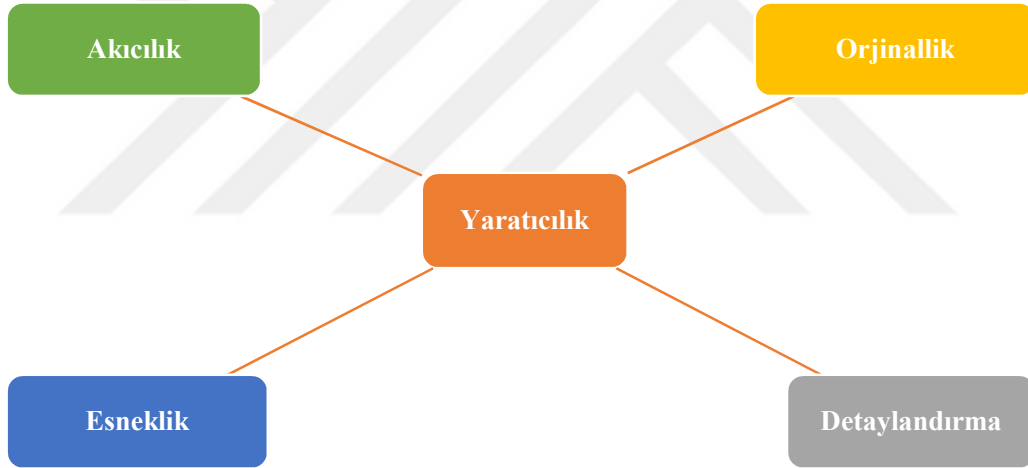 Akıcılık
Orjinallik
Yaratıcılık
Esneklik
Detaylandırma